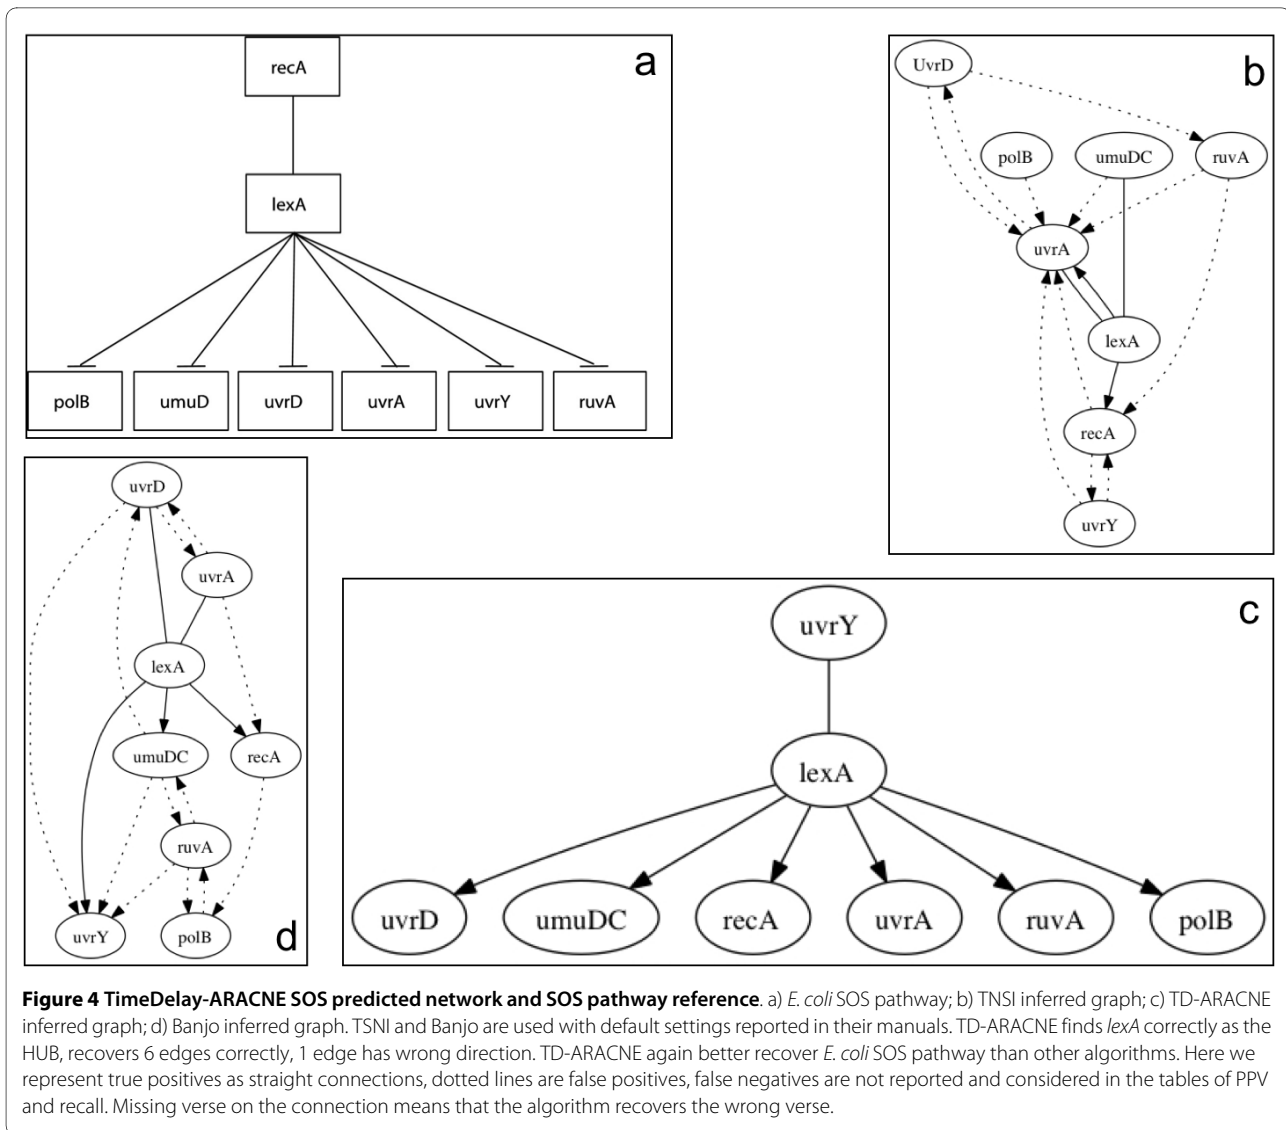 a
recA
lexA
polB
umuD
uvrD
uvrA
uvrY
ruvA
b
UvrD
polB
umuDC
ruvA
uvrA
lexA
recA
uvrY
uvrD
uvrA
lexA
umuDC
recA
ruvA
uvrY
polB
d
c
uvrY
lexA
uvrD
umuDC
recA
uvrA
ruvA
polB
Figure 4 TimeDelay-ARACNE SOS predicted network and SOS pathway reference. a) E. coli SOS pathway; b) TNSI inferred graph; c) TD-ARACNE
inferred graph; d) Banjo inferred graph. TSNI and Banjo are used with default settings reported in their manuals. TD-ARACNE finds lexA correctly as the
HUB, recovers 6 edges correctly, 1 edge has wrong direction. TD-ARACNE again better recover E. coli SOS pathway than other algorithms. Here we
represent true positives as straight connections, dotted lines are false positives, false negatives are not reported and considered in the tables of PPV
and recall. Missing verse on the connection means that the algorithm recovers the wrong verse.